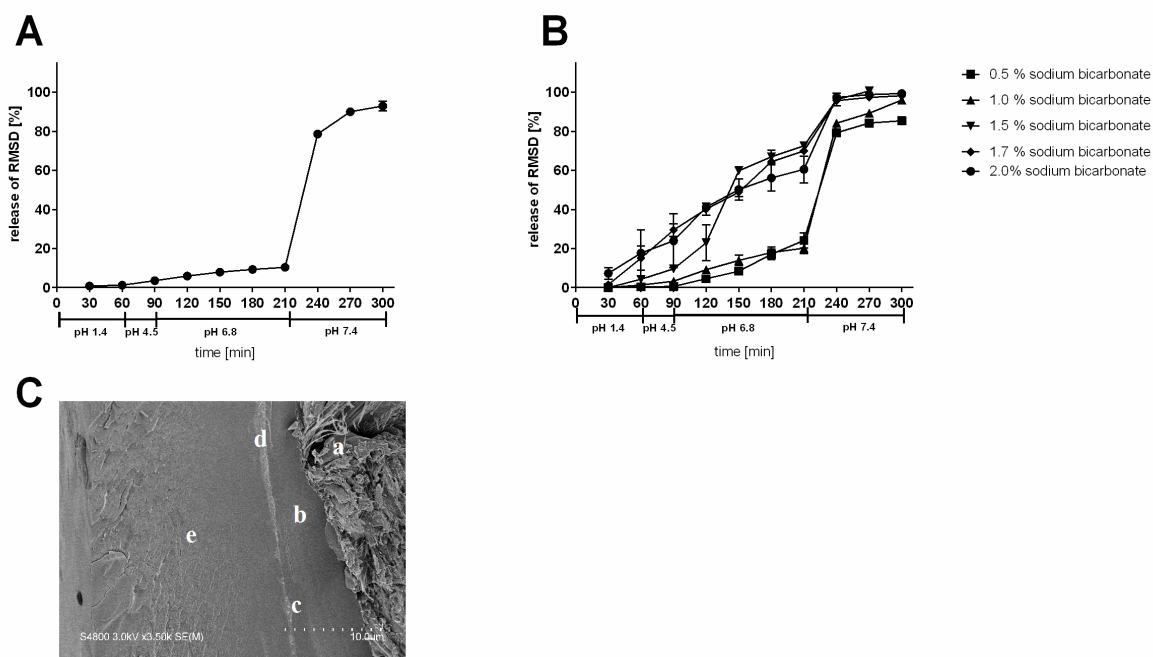 A
release of RMSD [%]
100
80
60
40
20
0
0 30 60 90 120 150 180 210 240 270 300
pH 1.4 pH 4.5 pH 6.8 pH 7.4
time [min]
B
release of RMSD [%]
100
80
60
40
20
0
0 30 60 90 120 150 180 210 240 270 300
pH 1.4 pH 4.5 pH 6.8 pH 7.4
time [min]
0.5 % sodium bicarbonate
1.0 % sodium bicarbonate
1.5 % sodium bicarbonate
1.7 % sodium bicarbonate
2.0% sodium bicarbonate
C
d
a
b
e
c
S4800 3.0kV x3.50k SE(M) 10.0um